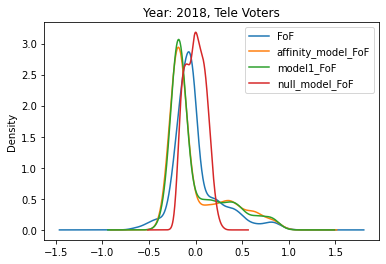 Year: 2018, Tele Voters
FoF
affinity_model_FoF
model1_FoF
null_model_FoF
Density
3.0
2.5
2.0
1.5
1.0
0.5
0.0
−1.5 −1.0 −0.5 0.0 0.5 1.0 1.5